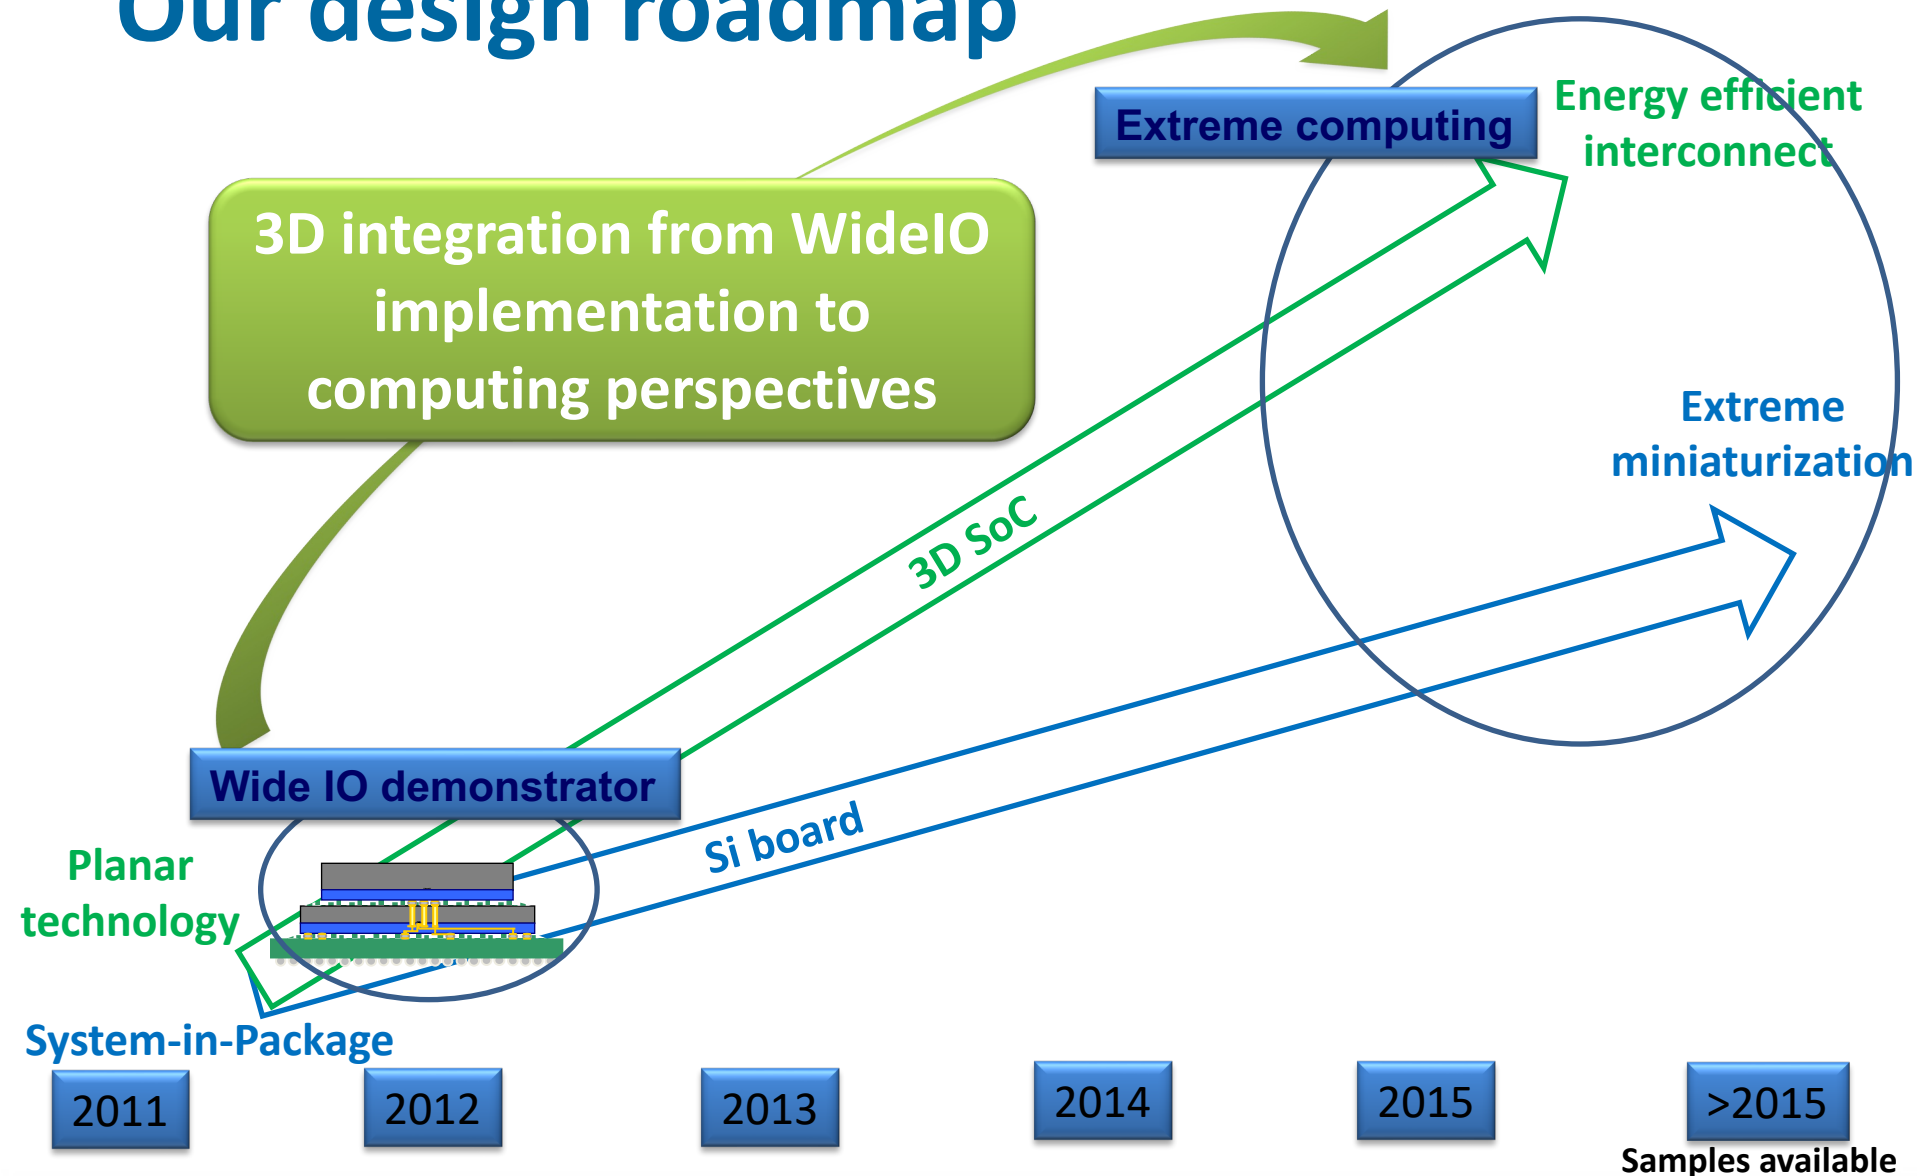 Our design roadmap
Extreme computing
Energy efficient
interconnect
3D integration from WideIO
implementation to
computing perspectives
Extreme
miniaturization
3D SoC
Wide IO demonstrator
Si board
Planar
technology
System-in-Package
2011
2012
2013
2014
2015
>2015
Samples available